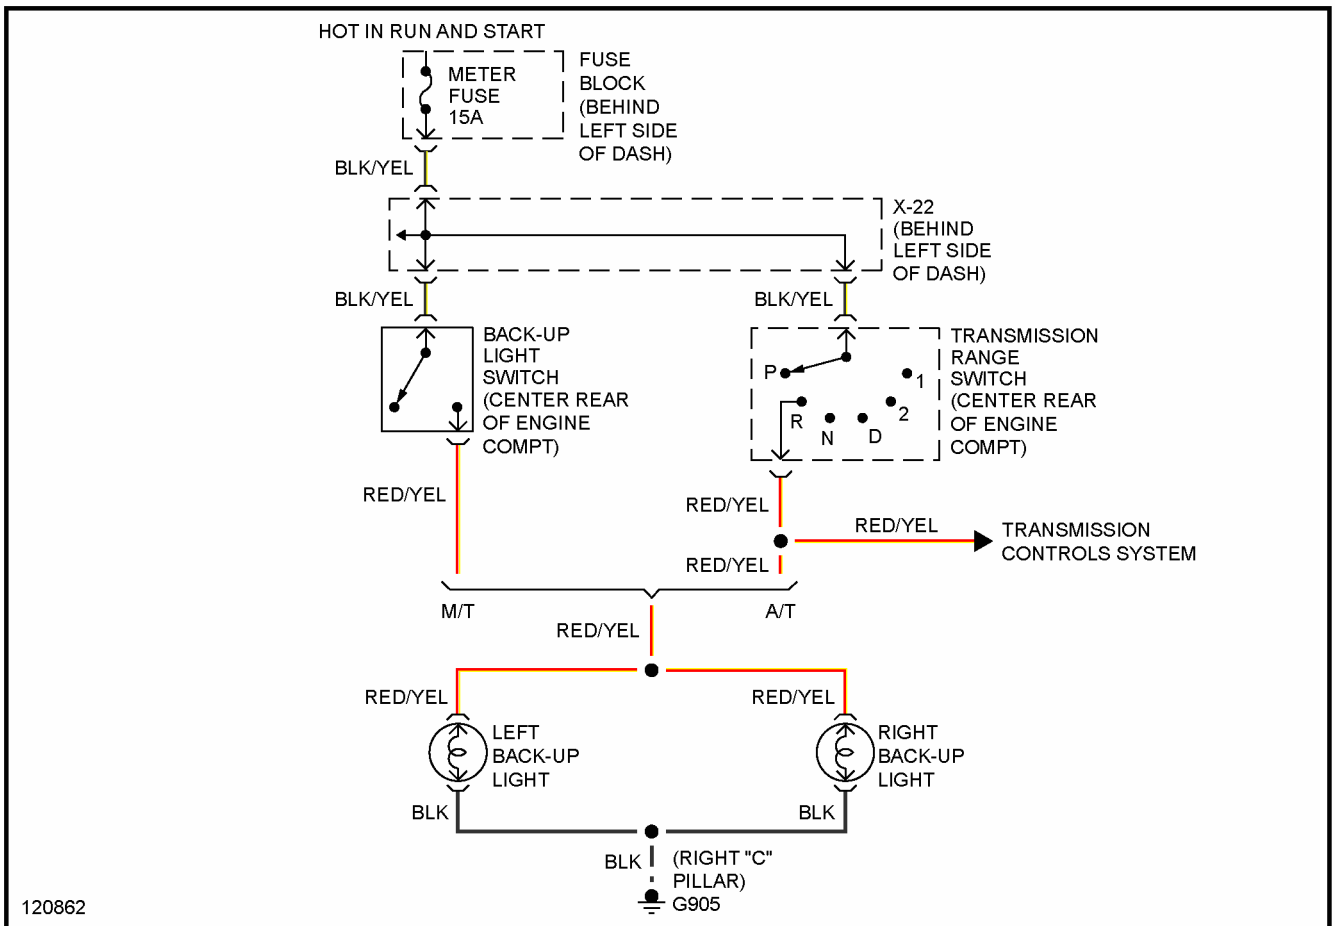 HOT IN RUN AND START
METER
FUSE
15A
FUSE
BLOCK
(BEHIND
LEFT SIDE
OF DASH)
BLK/YEL
X-22
(BEHIND
LEFT SIDE
OF DASH)
BLK/YEL
BLK/YEL
BACK-UP
LIGHT
SWITCH
(CENTER REAR
OF ENGINE
COMPT)
P
R
N
D
2
1
TRANSMISSION
RANGE
SWITCH
(CENTER REAR
OF ENGINE
COMPT)
RED/YEL
RED/YEL
RED/YEL
TRANSMISSION
CONTROLS SYSTEM
RED/YEL
M/T
A/T
RED/YEL
RED/YEL
RED/YEL
LEFT
BACK-UP
LIGHT
RIGHT
BACK-UP
LIGHT
BLK
BLK
BLK
(RIGHT "C"
PILLAR)
G905
120862